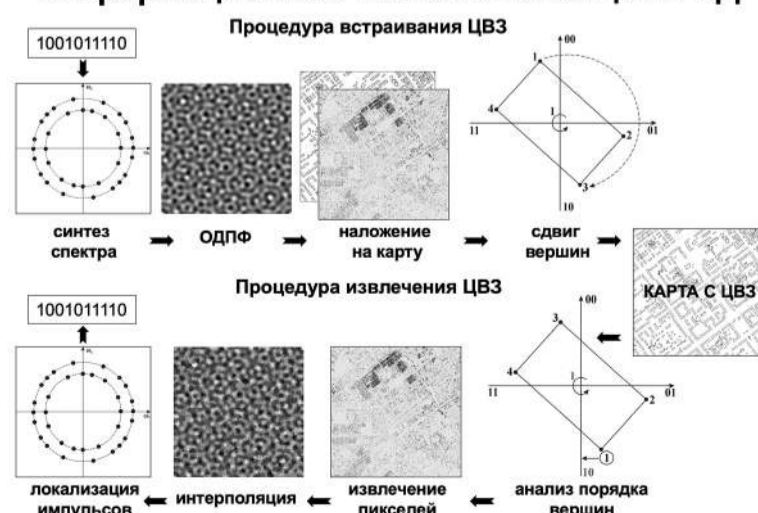 Процедура встраивания ЦВЗ
1001011110
00
1
4
1
2
11
01
3
10
синтез
спектра
ОДПФ
наложение
на карту
сдвиг
вершин
КАРТА С ЦВЗ
Процедура извлечения ЦВЗ
1001011110
00
3
1
4
2
11
01
1
10
локализация
импульсов
интерполяция
извлечение
пикселей
анализ порядка
вершин